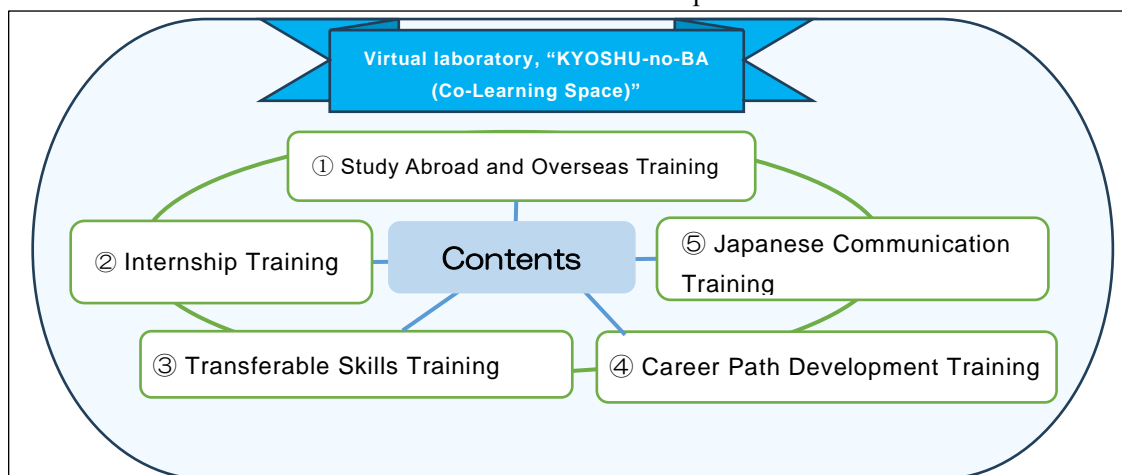 Virtual laboratory, “KYOSHU-no-BA
(Co-Learning Space)”
① Study Abroad and Overseas Training
② Internship Training
Contents
⑤ Japanese Communication
Training
③ Transferable Skills Training
④ Career Path Development Training